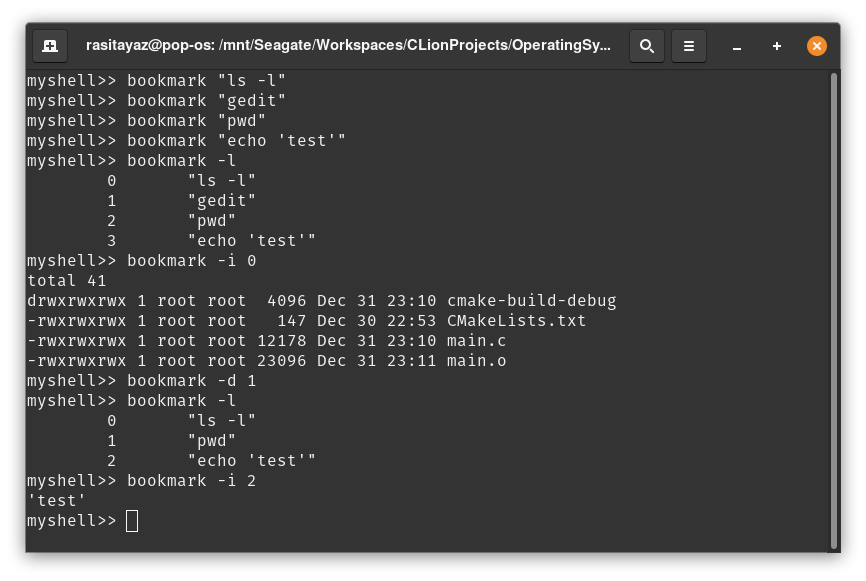 rasitayaz@pop-os: /mnt/Seagate/Workspaces/CLionProjects/OperatingSy...
myshell>> bookmark "ls -l"
myshell>> bookmark "gedit"
myshell>> bookmark "pwd"
myshell>> bookmark "echo 'test'"
myshell>> bookmark -l
        0       "ls -l"
        1       "gedit"
        2       "pwd"
        3       "echo 'test'"
myshell>> bookmark -i 0
total 41
drwxrwxrwx 1 root root  4096 Dec 31 23:10 cmake-build-debug
-rwxrwxrwx 1 root root   147 Dec 30 22:53 CMakeLists.txt
-rwxrwxrwx 1 root root 12178 Dec 31 23:10 main.c
-rwxrwxrwx 1 root root 23096 Dec 31 23:11 main.o
myshell>> bookmark -d 1
myshell>> bookmark -l
        0       "ls -l"
        1       "pwd"
        2       "echo 'test'"
myshell>> bookmark -i 2
'test'
myshell>>